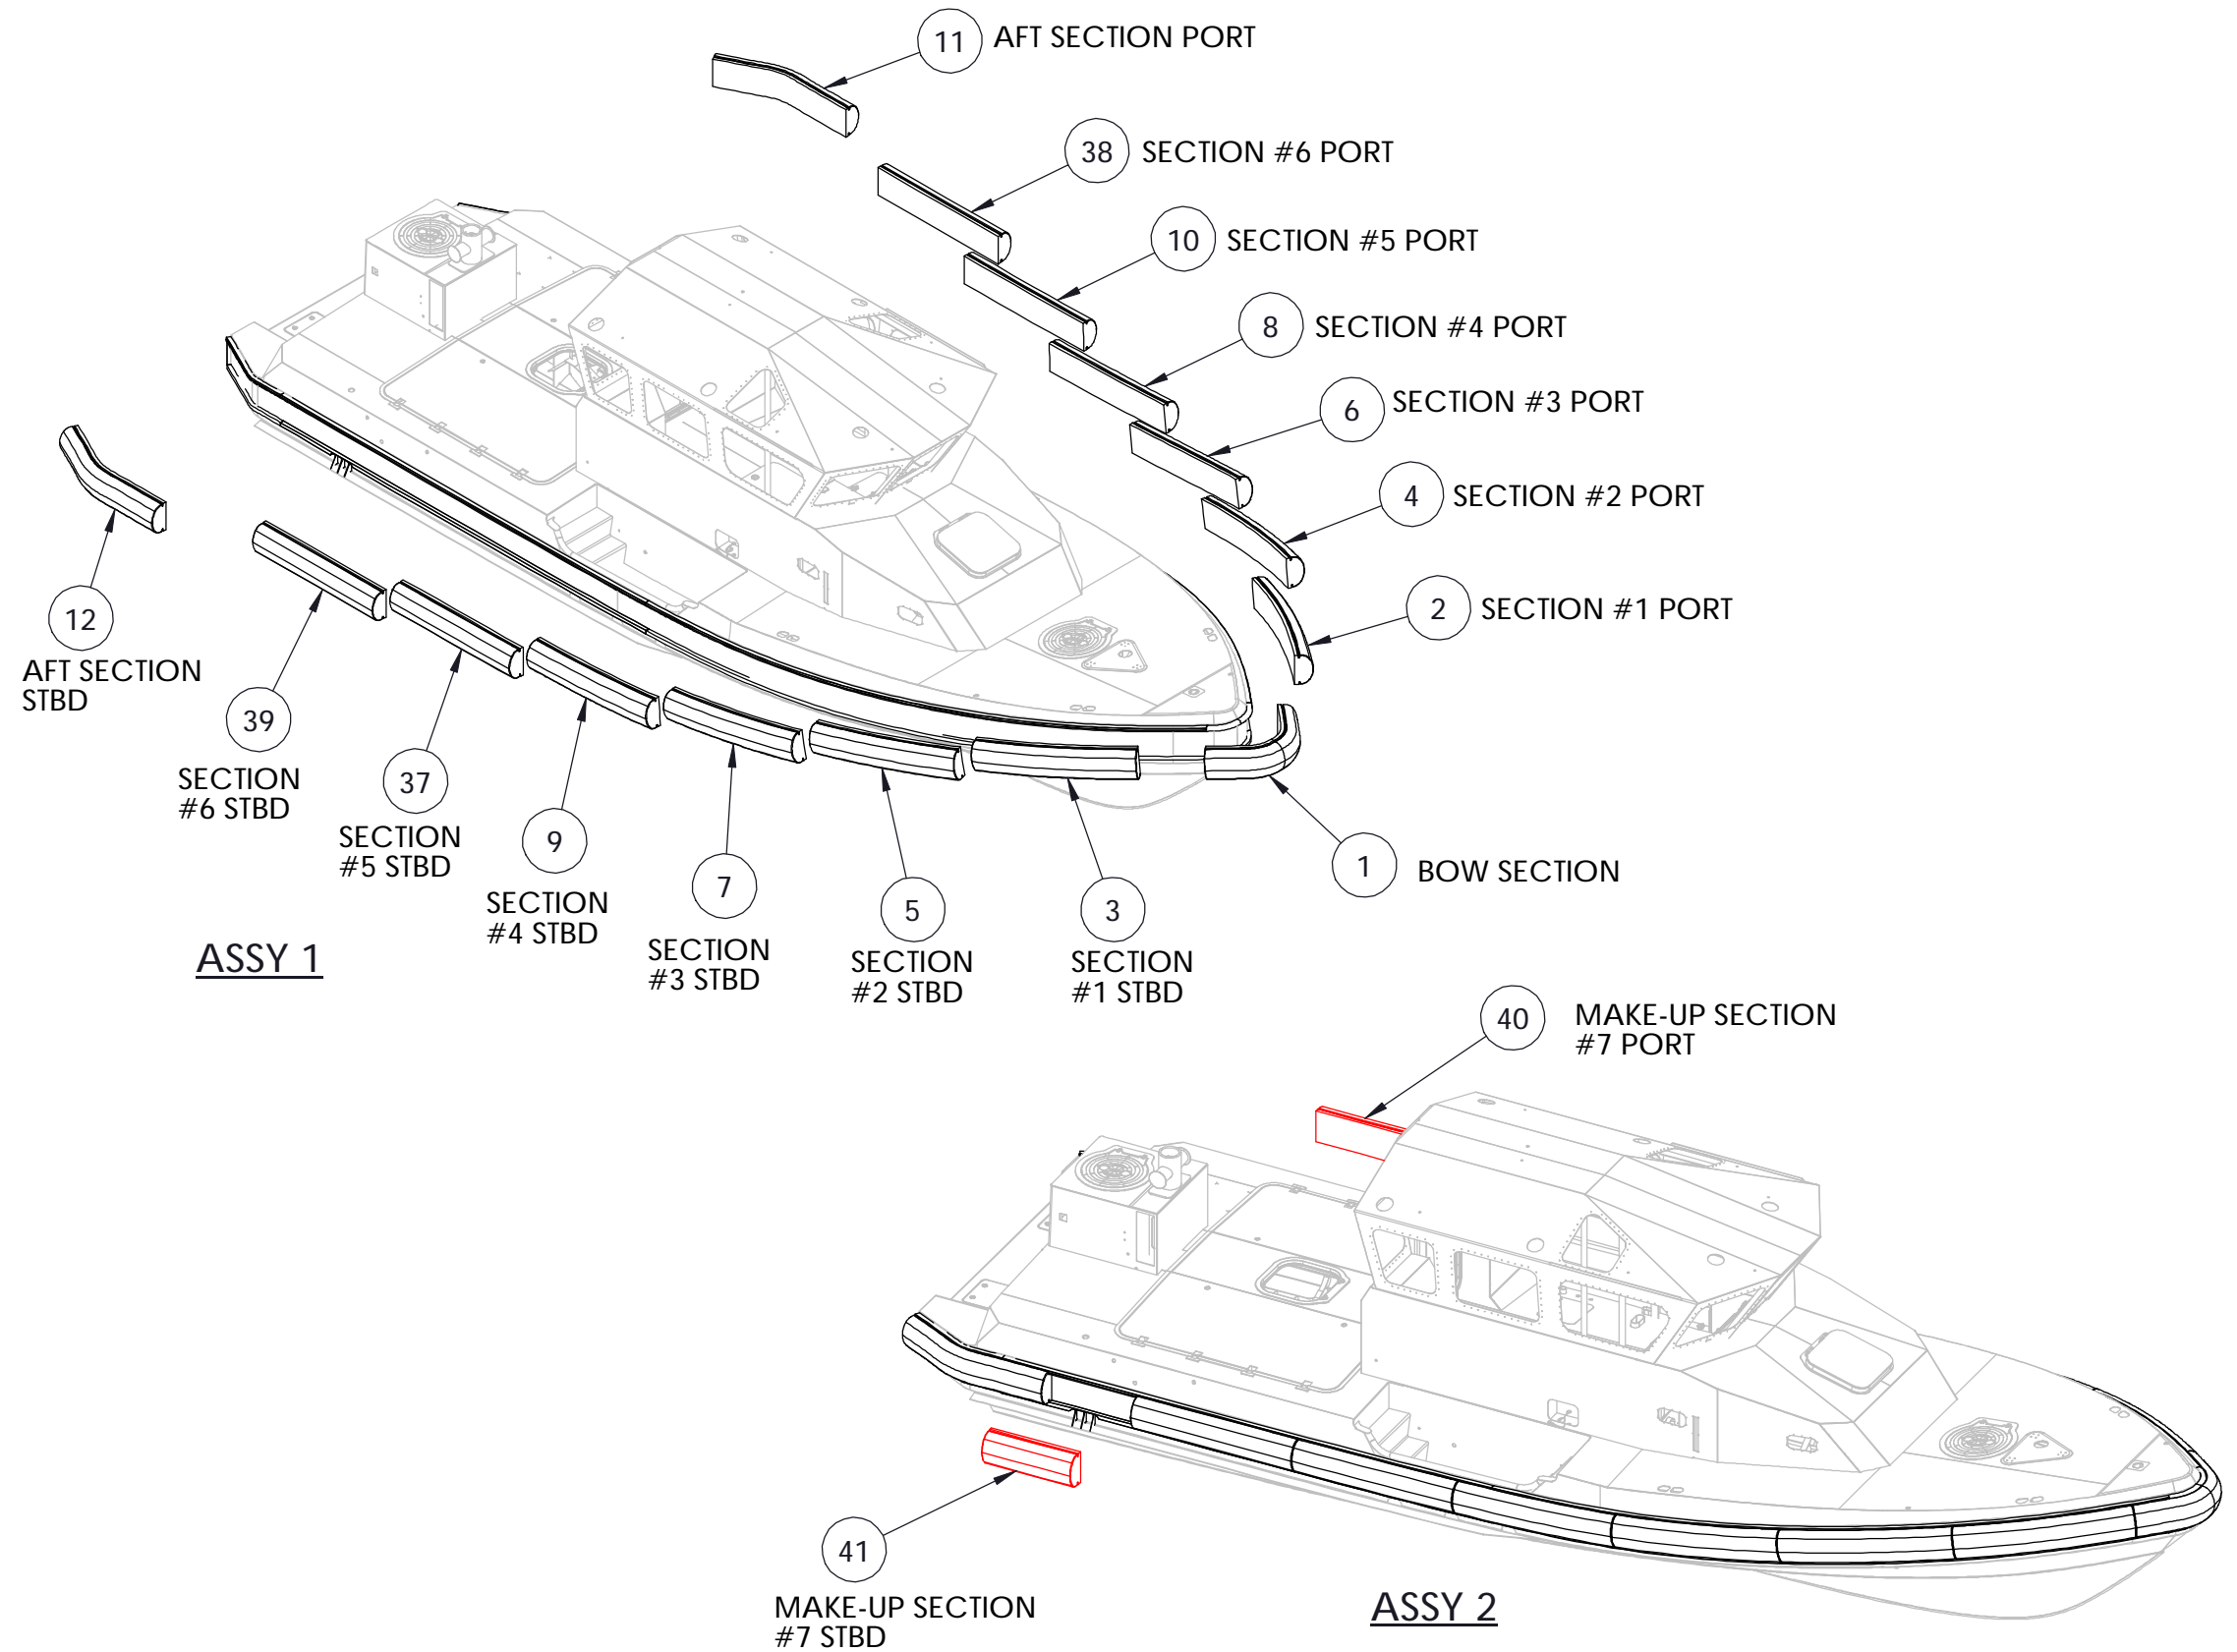 11 AFT SECTION PORT
38 SECTION #6 PORT
10 SECTION #5 PORT
8 SECTION #4 PORT
6 SECTION #3 PORT
4 SECTION #2 PORT
2 SECTION #1 PORT
12
AFT SECTION
STBD
39
SECTION
#6 STBD
37
SECTION
#5 STBD
9
SECTION
#4 STBD
7
SECTION
#3 STBD
5
SECTION
#2 STBD
3
SECTION
#1 STBD
1 BOW SECTION
ASSY 1
40 MAKE-UP SECTION
#7 PORT
41
MAKE-UP SECTION
#7 STBD
ASSY 2